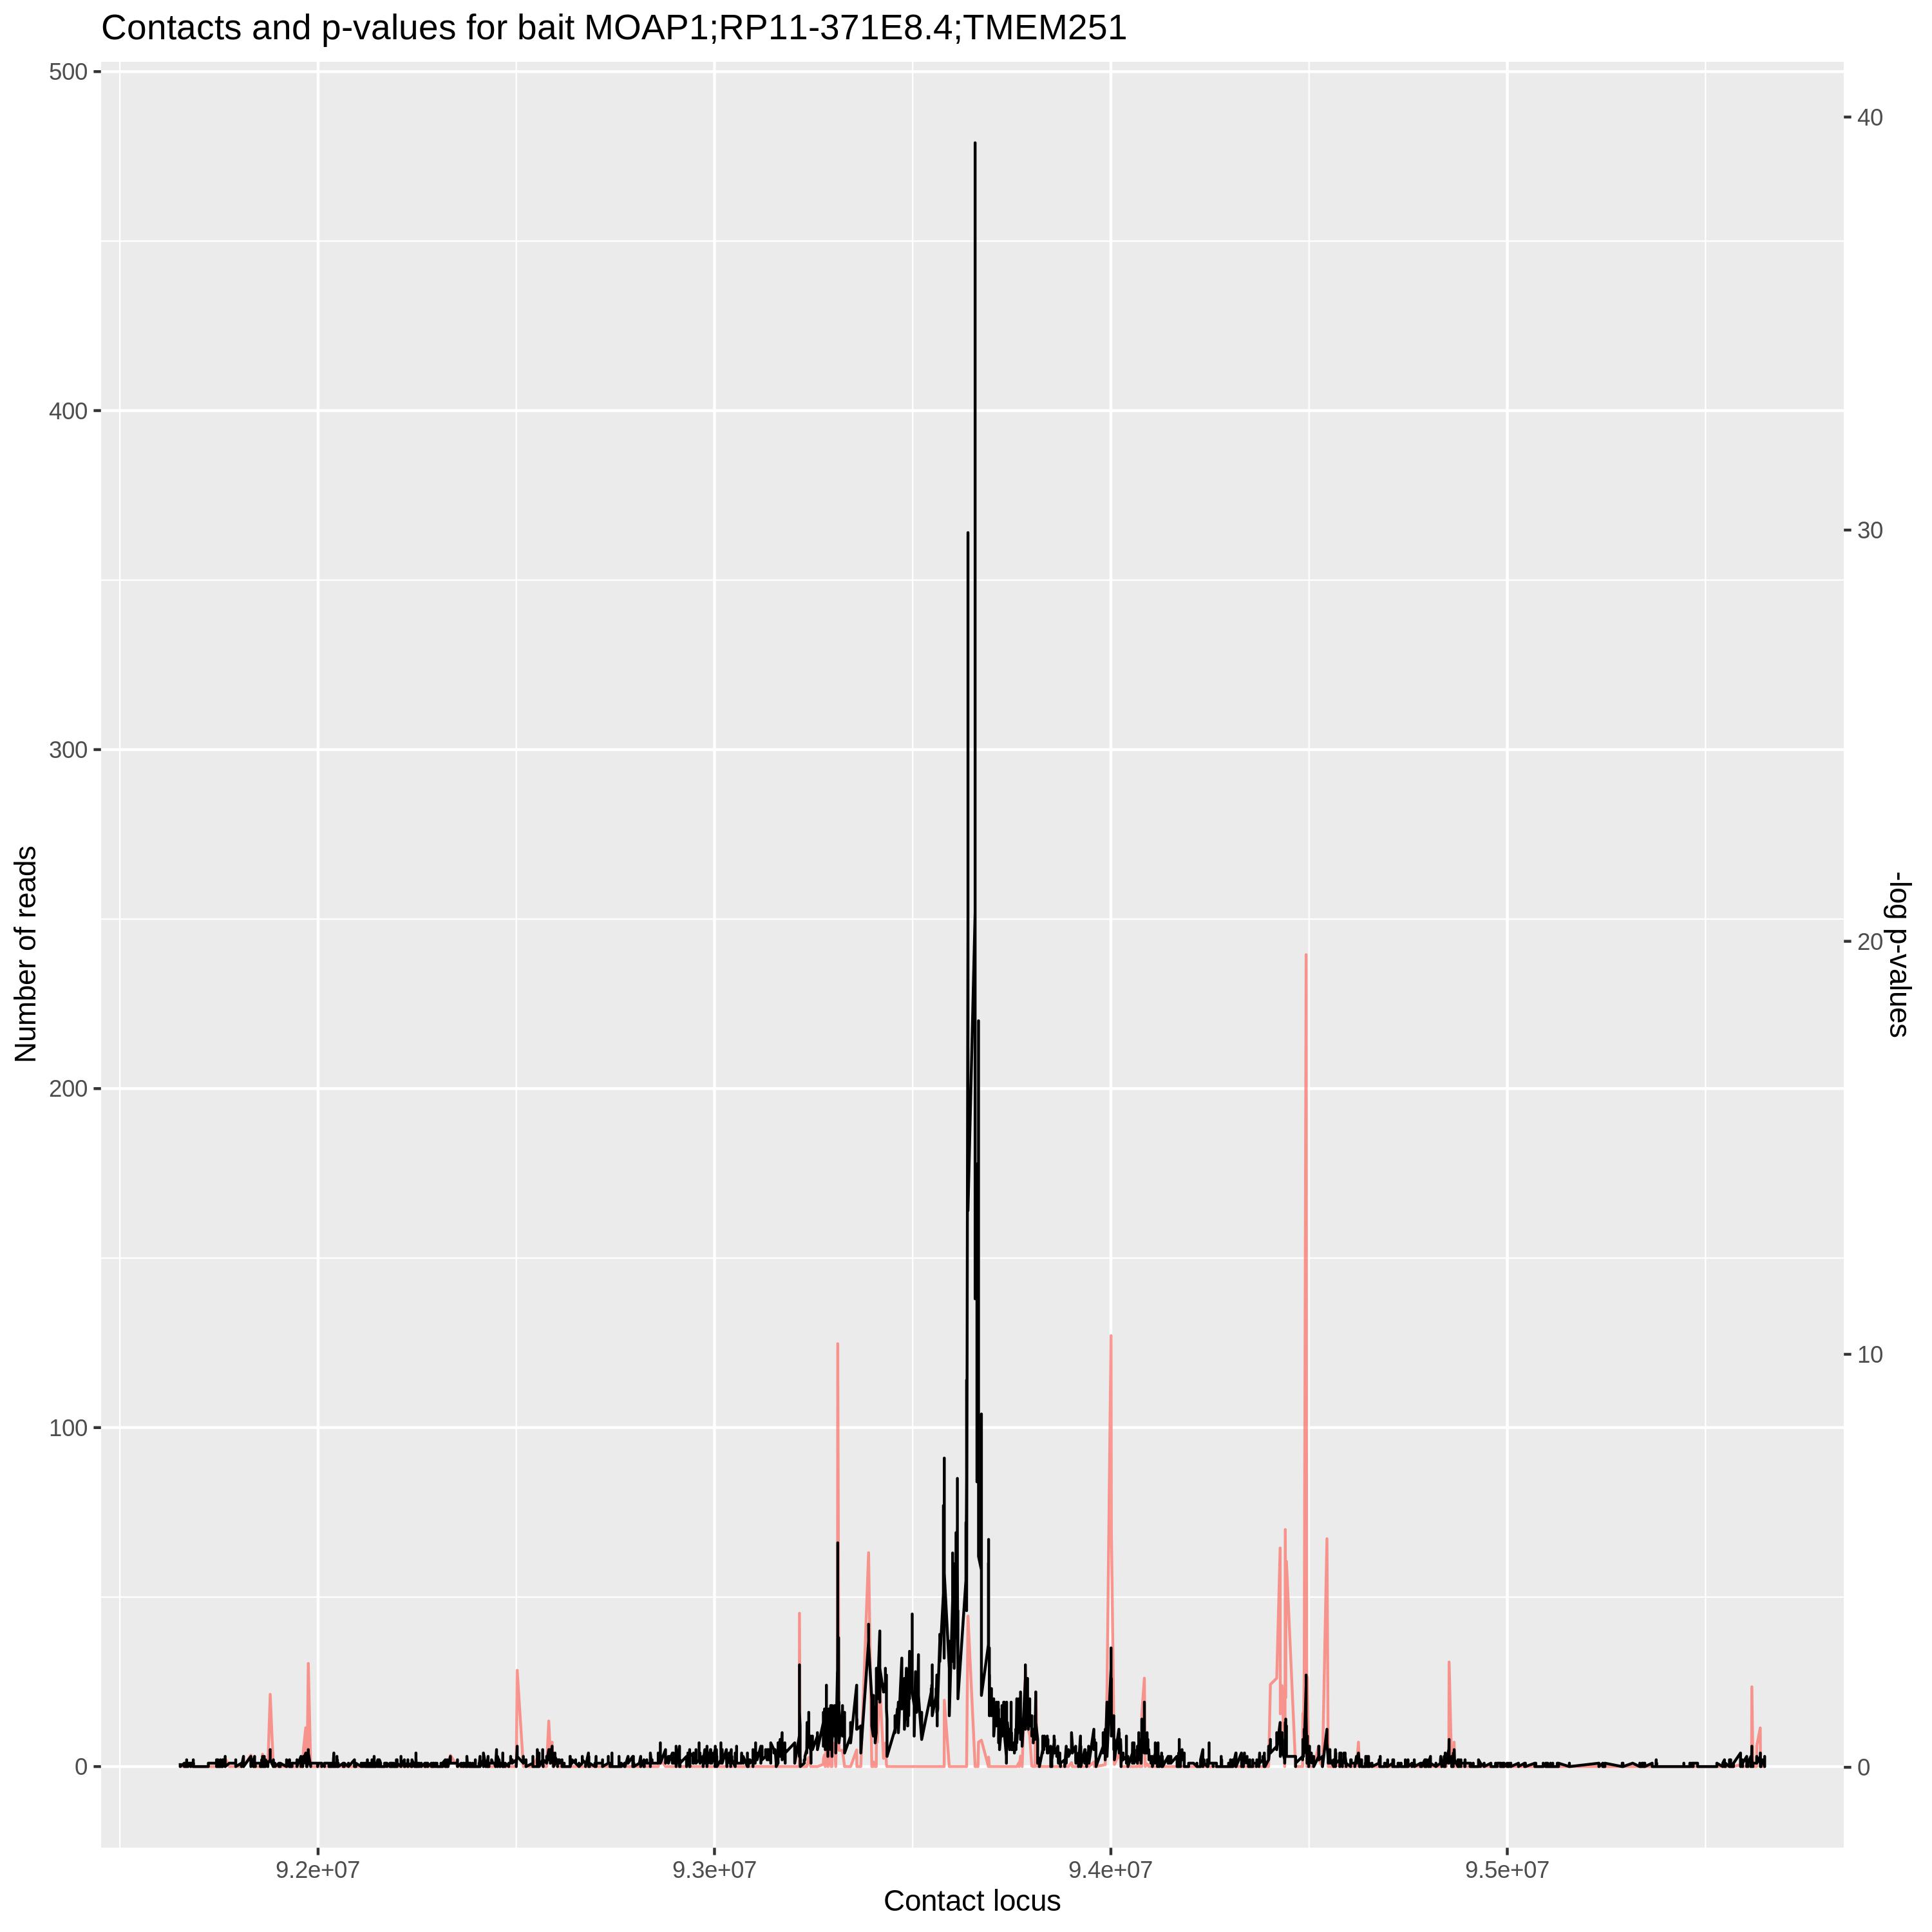 Contacts and p-values for bait MOAP1;RP11-371E8.4;TMEM251
500
400
300
200
100
0
Number of reads
40
30
20
10
0
-log p-values
9.2e+07
9.3e+07
9.4e+07
9.5e+07
Contact locus